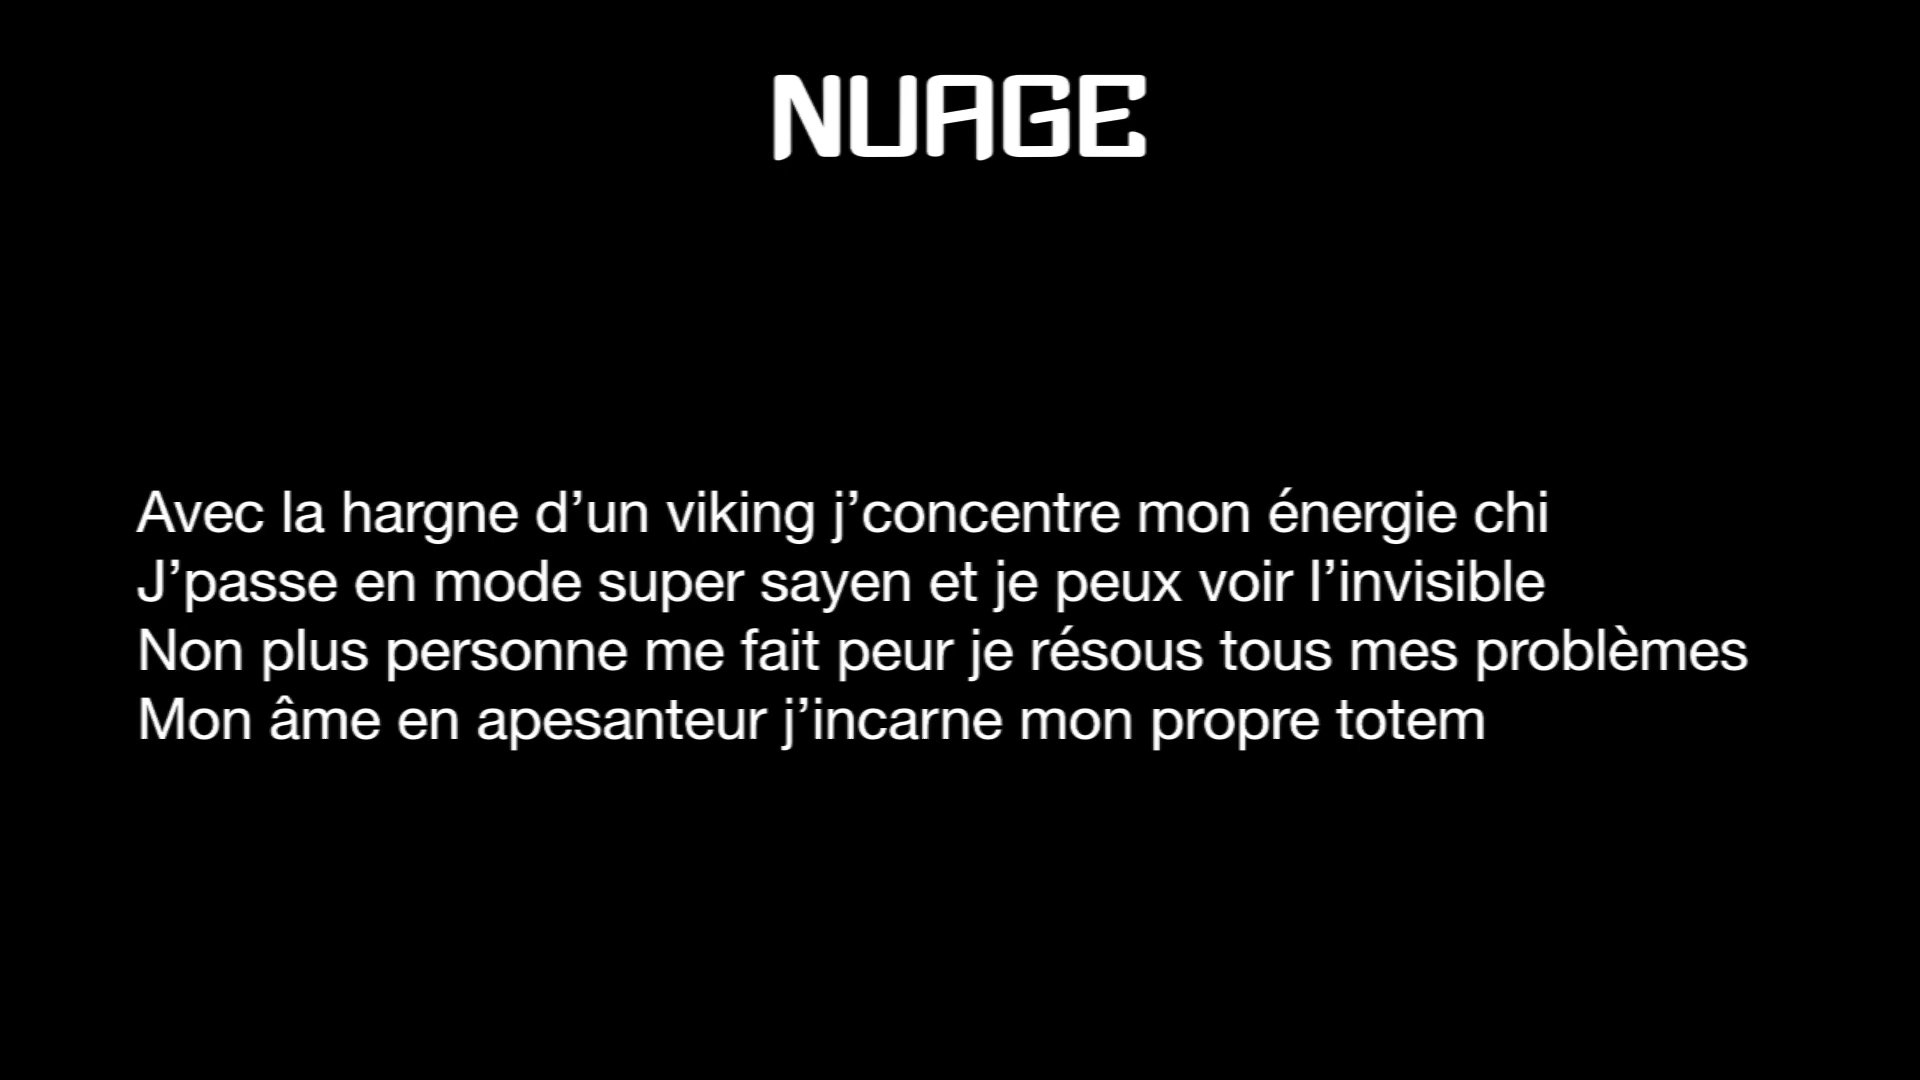 NUAGE
Avec la hargne d’un viking j’concentre mon énergie chi
J’passe en mode super sayen et je peux voir l’invisible
Non plus personne me fait peur je résous tous mes problèmes
Mon âme en apesanteur j’incarne mon propre totem